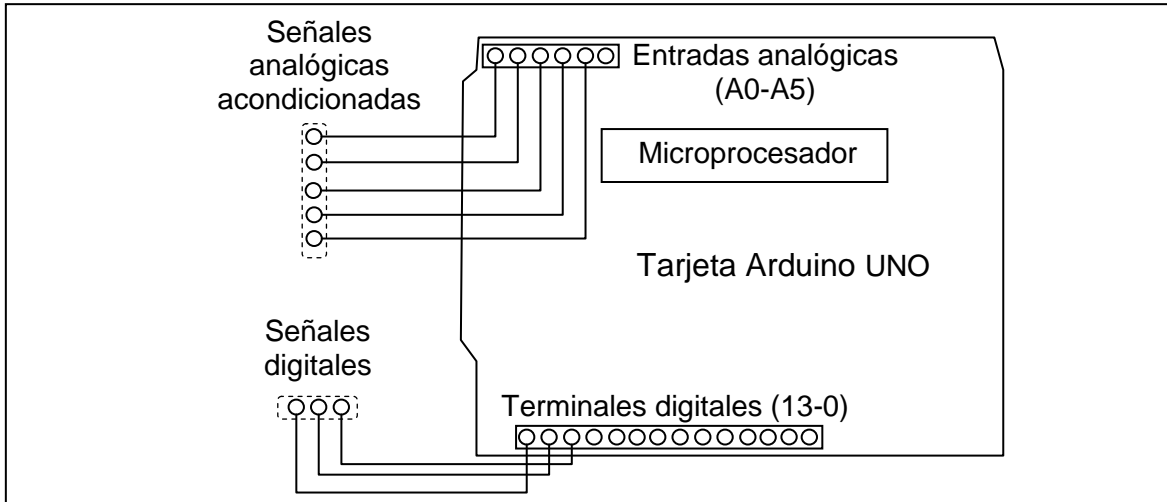 Señales
analógicas
acondicionadas
Entradas analógicas
(A0-A5)
Microprocesador
Tarjeta Arduino UNO
Señales
digitales
Terminales digitales (13-0)